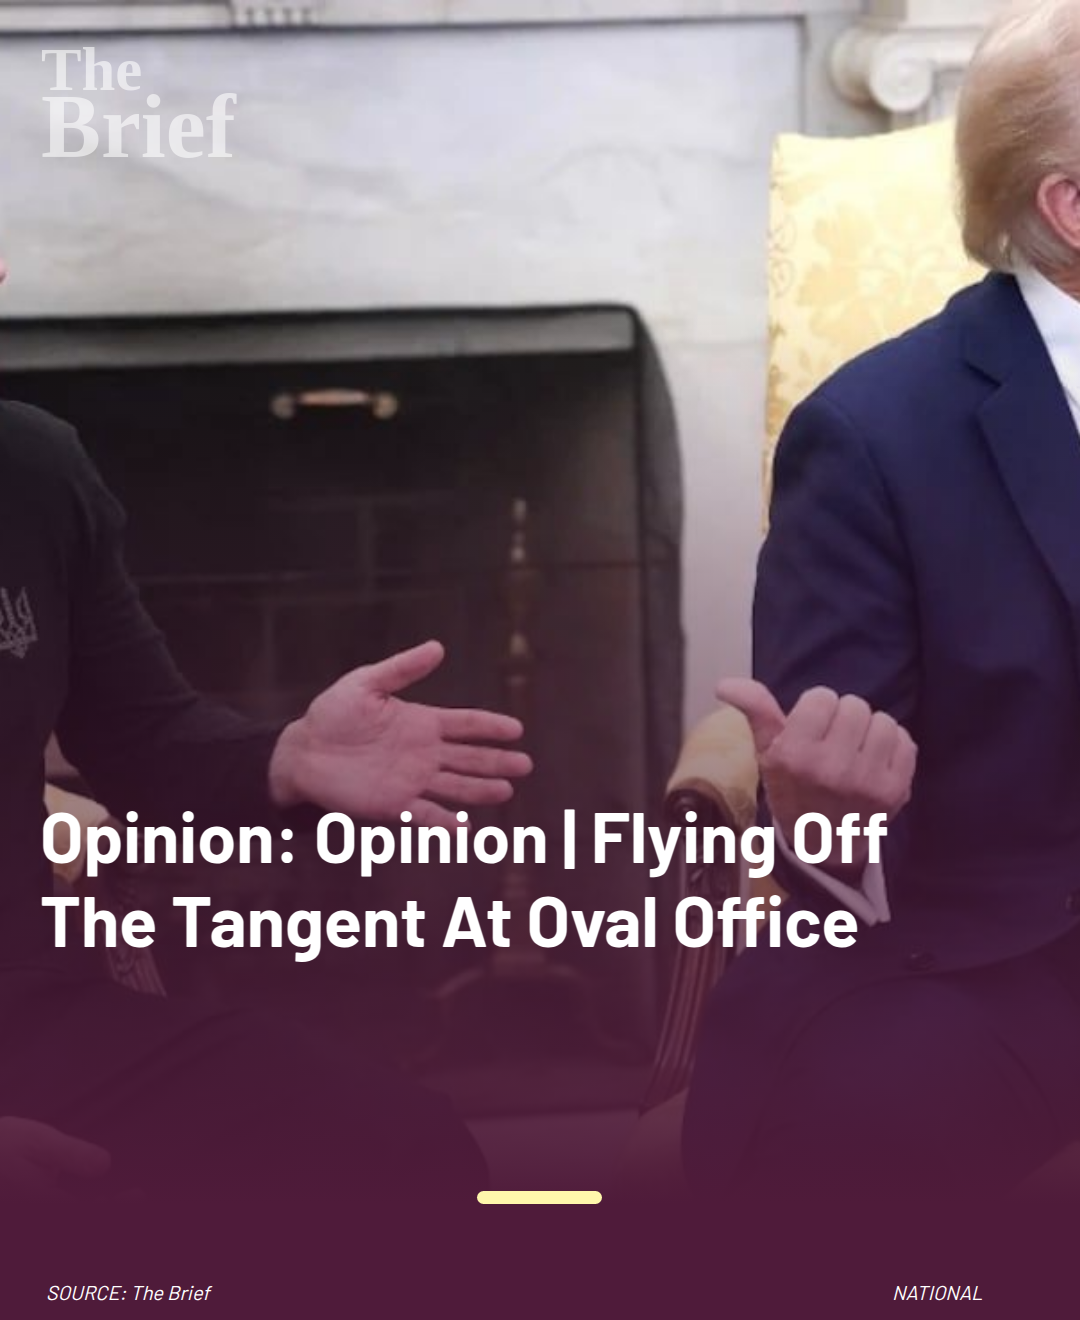 The
Brief
Opinion: Opinion | Flying Off
The Tangent At Oval Office
SOURCE: The Brief
NATIONAL